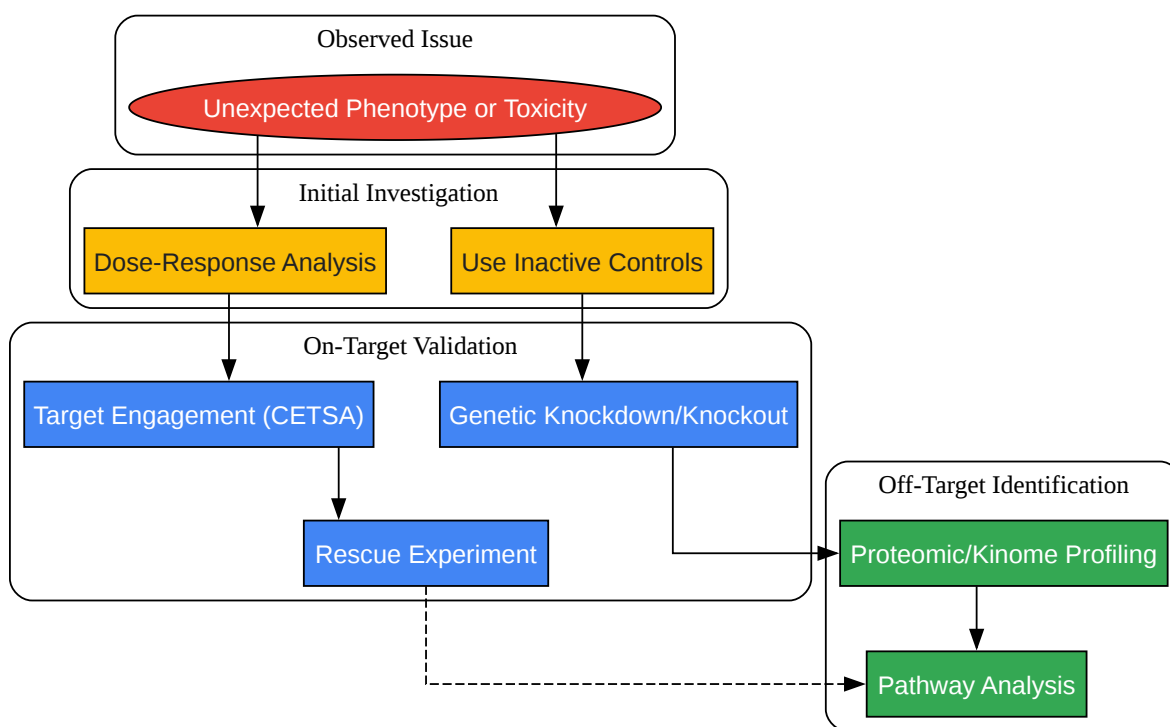 Observed Issue
Unexpected Phenotype or Toxicity
Initial Investigation
Dose-Response Analysis
Use Inactive Controls
On-Target Validation
Target Engagement (CETSA)
Genetic Knockdown/Knockout
Rescue Experiment
Off-Target Identification
Proteomic/Kinome Profiling
Pathway Analysis